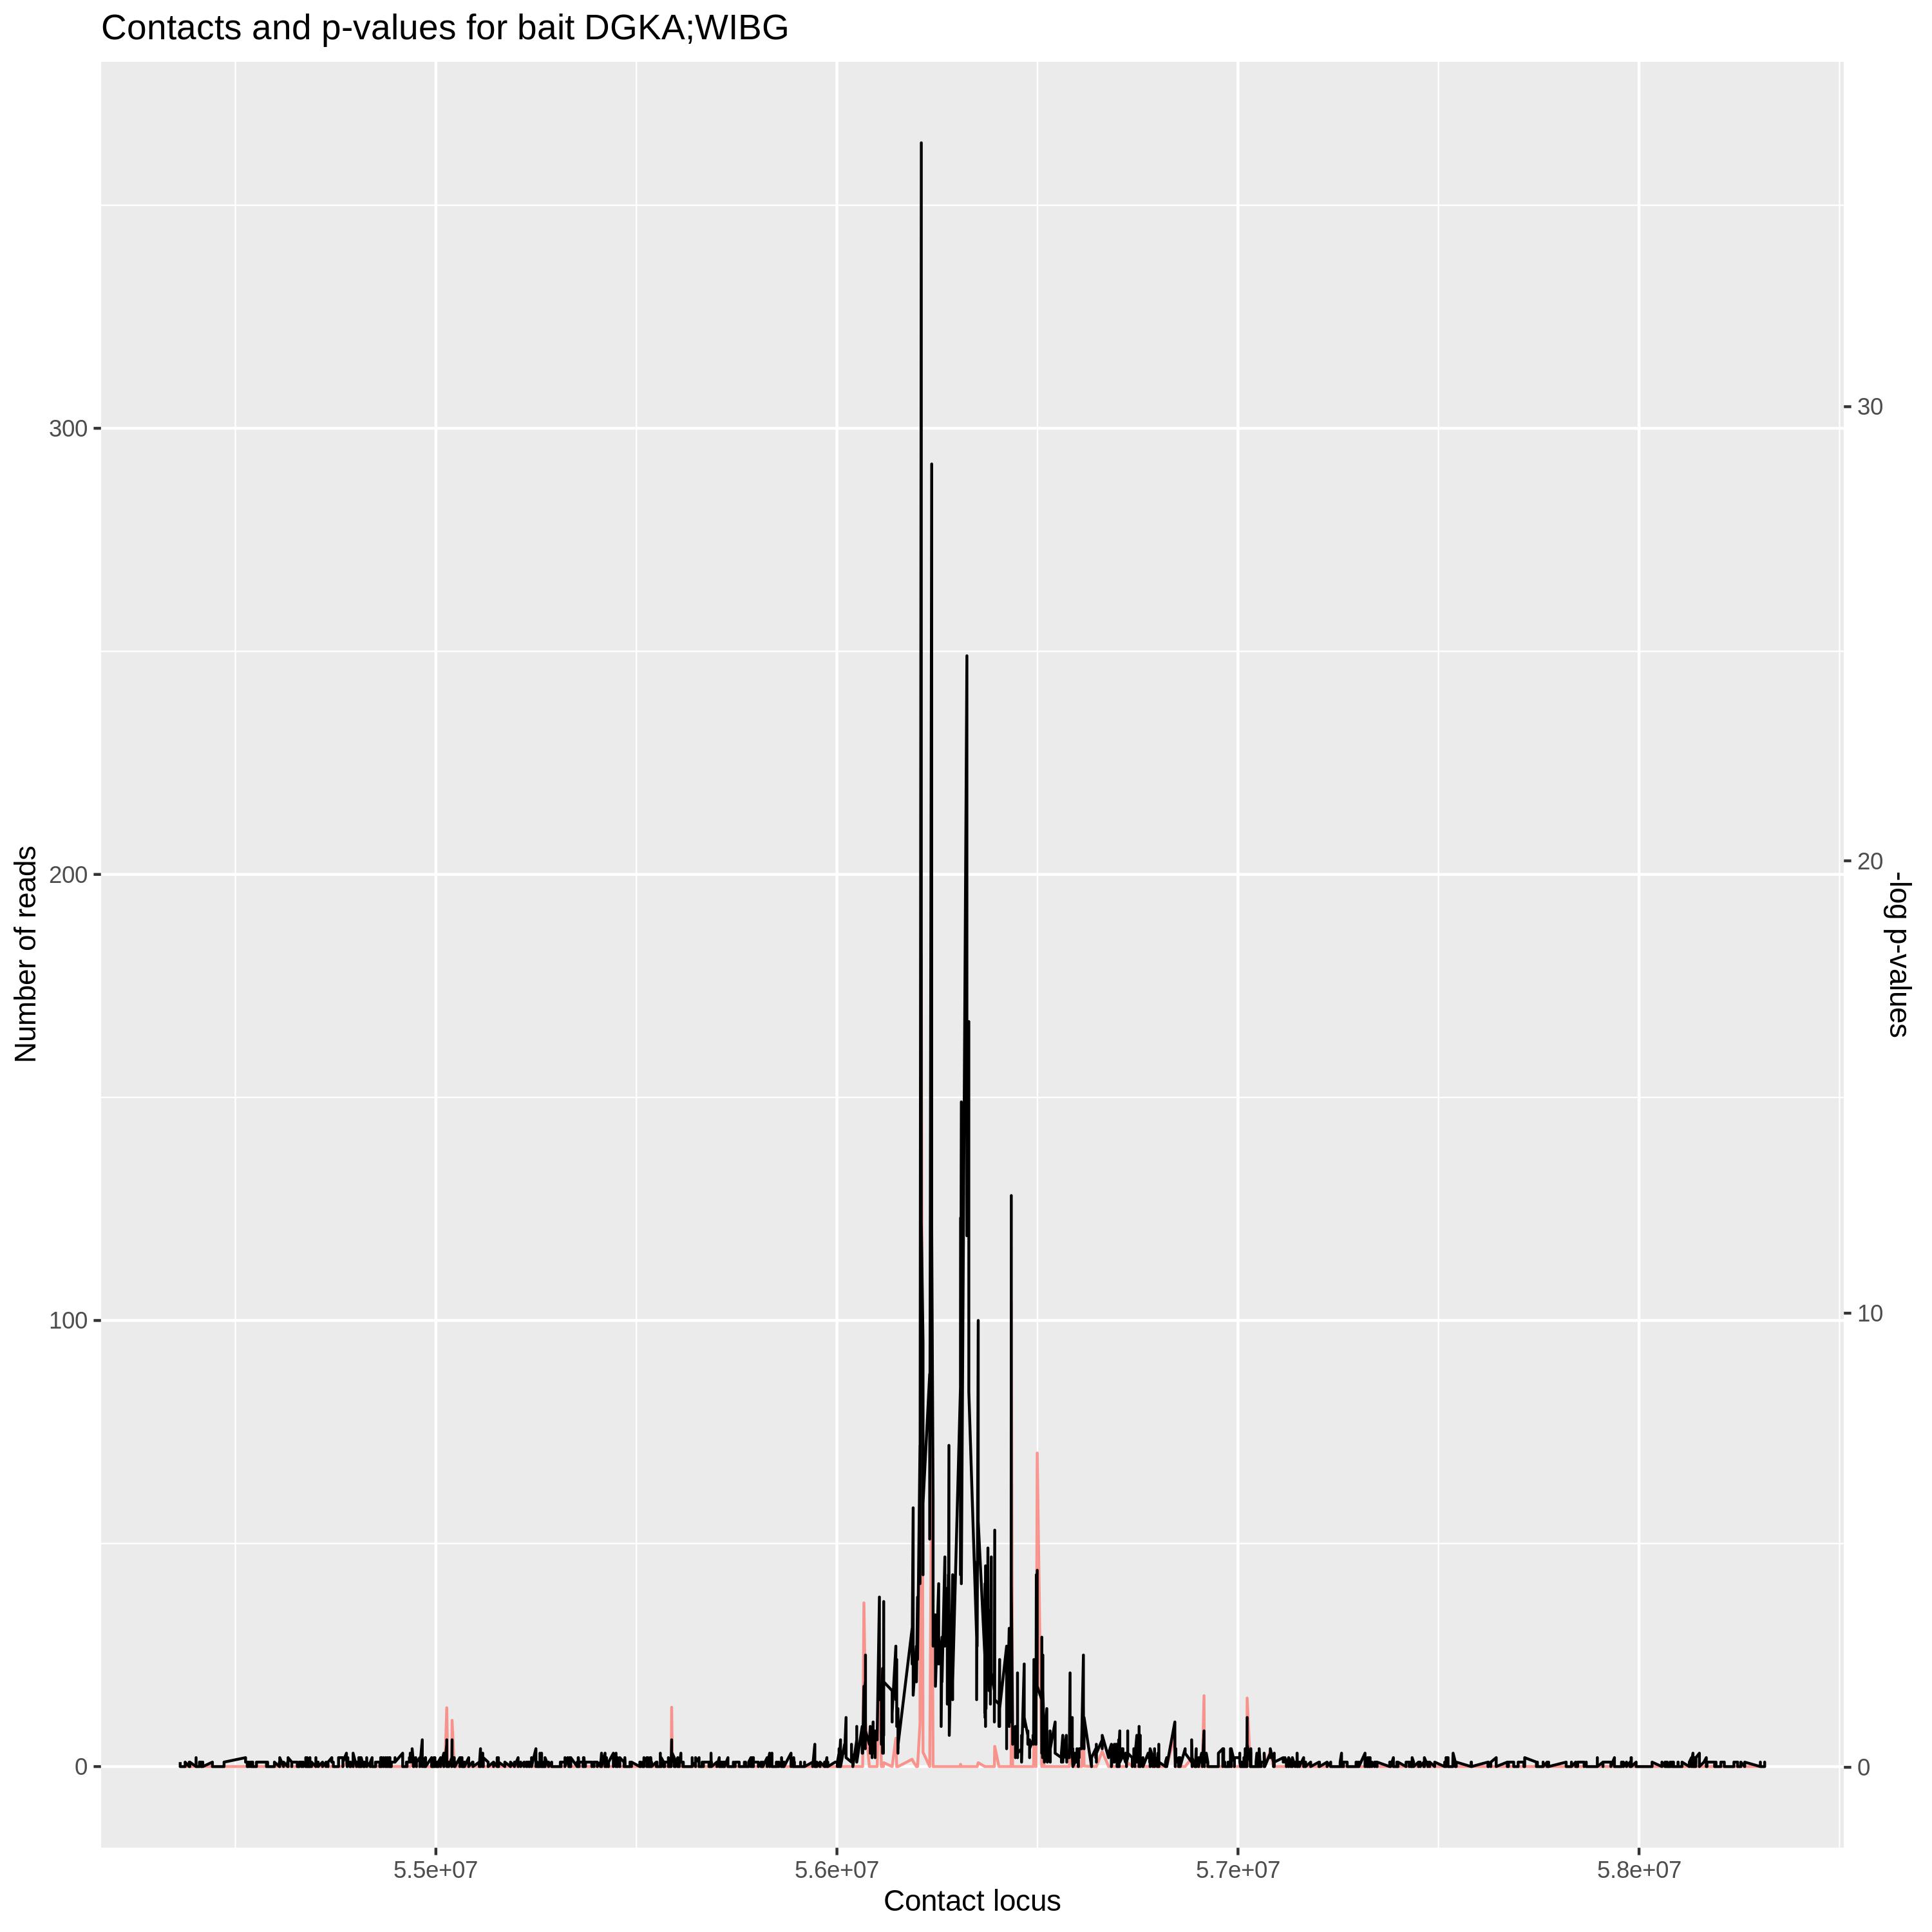 Contacts and p-values for bait DGKA;WIBG
Number of reads
300
200
100
0
30
20
10
0
-log p-values
5.5e+07
5.6e+07
5.7e+07
5.8e+07
Contact locus